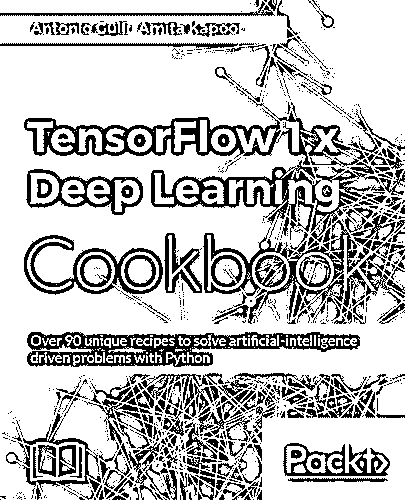 Antonio Gulli, Amita Kapoor
TensorFlow 1.x
Deep Learning
Cookbook
Over 90 unique recipes to solve artificial-intelligence
driven problems with Python
Packt>